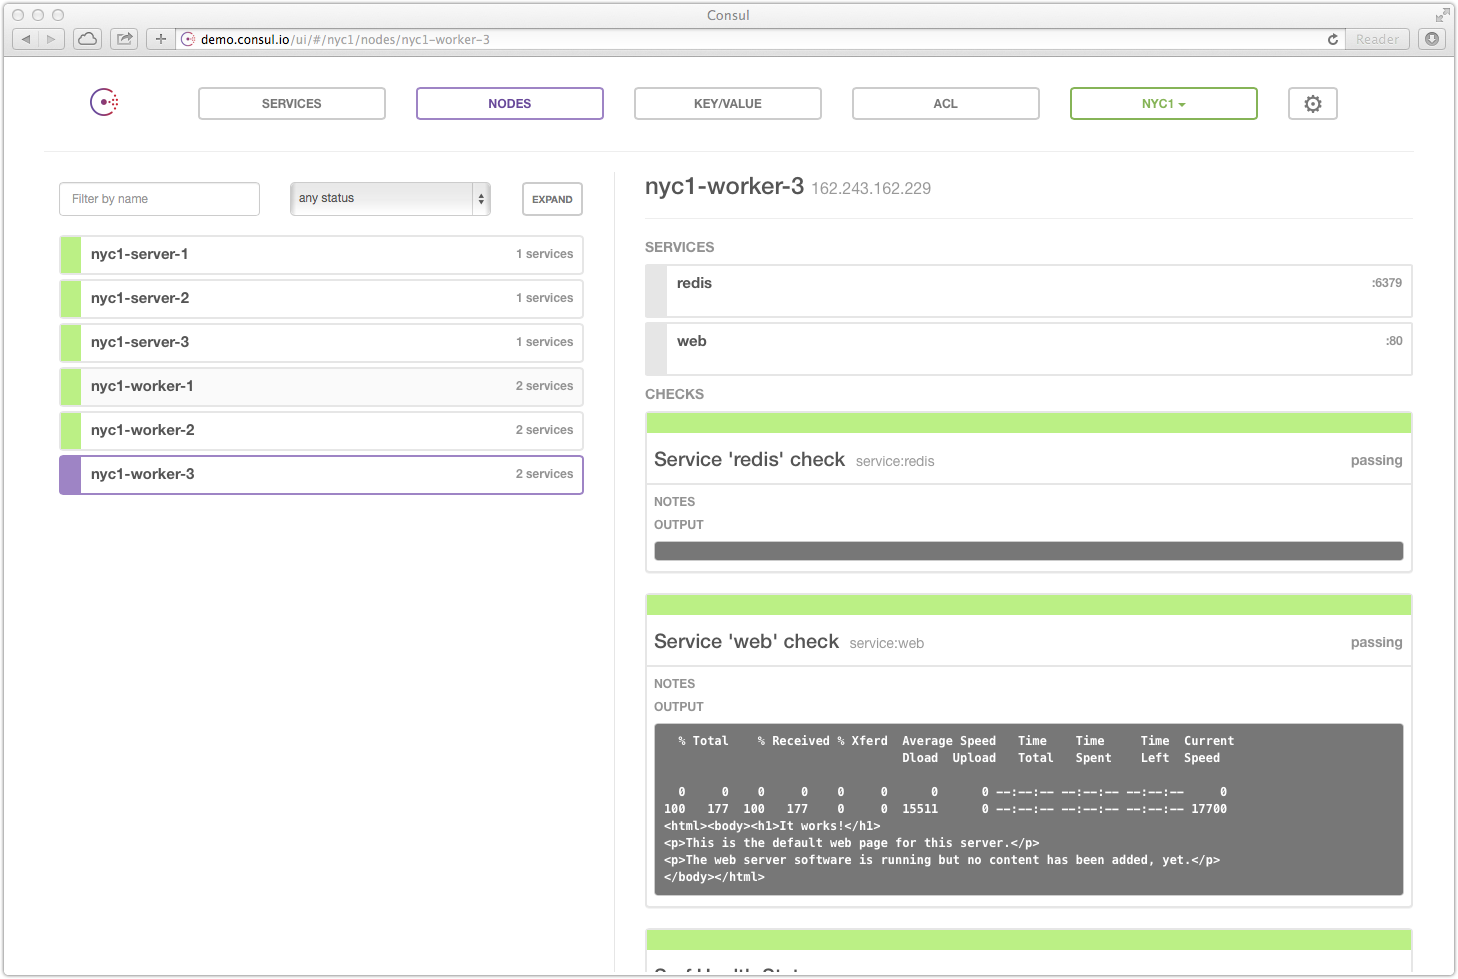 Consul
demo.consul.io/ui/#/nyc1/nodes/nyc1-worker-3
Reader
SERVICES
NODES
KEY/VALUE
ACL
NYC1
Filter by name
any status
EXPAND
nyc1-server-1 1 services
nyc1-server-2 1 services
nyc1-server-3 1 services
nyc1-worker-1 2 services
nyc1-worker-2 2 services
nyc1-worker-3 2 services
nyc1-worker-3 162.243.162.229
SERVICES
redis :6379
web :80
CHECKS
Service 'redis' check service:redis passing
NOTES
OUTPUT
Service 'web' check service:web passing
NOTES
OUTPUT
% Total % Received % Xferd Average Speed Time Time Time Current
Dload Upload Total Spent Left Speed
0 0 0 0 0 0 0 0 --:--:-- --:--:-- --:--:-- 0
100 177 100 177 0 0 15511 0 --:--:-- --:--:-- --:--:-- 17700
<html><body><h1>It works!</h1>
<p>This is the default web page for this server.</p>
<p>The web server software is running but no content has been added, yet.</p>
</body></html>